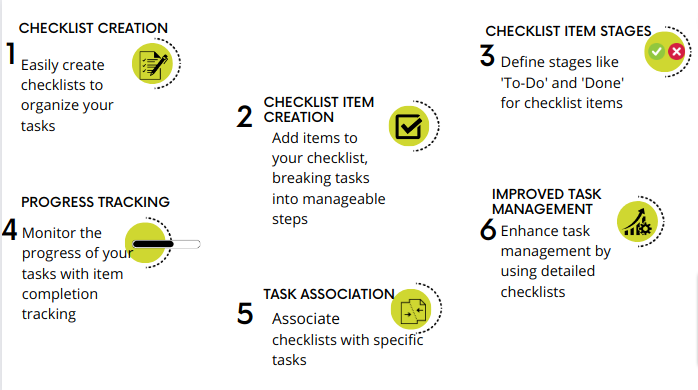 CHECKLIST CREATION
1
Easily create
checklists to
organize your
tasks
2
CHECKLIST ITEM
CREATION
Add items to
your checklist,
breaking tasks
into manageable
steps
CHECKLIST ITEM STAGES
3
Define stages like
'To-Do' and 'Done'
for checklist items
PROGRESS TRACKING
4
Monitor the
progress of your
tasks with item
completion
tracking
5
TASK ASSOCIATION
Associate
checklists with specific
tasks
IMPROVED TASK
MANAGEMENT
6
Enhance task
management by
using detailed
checklists